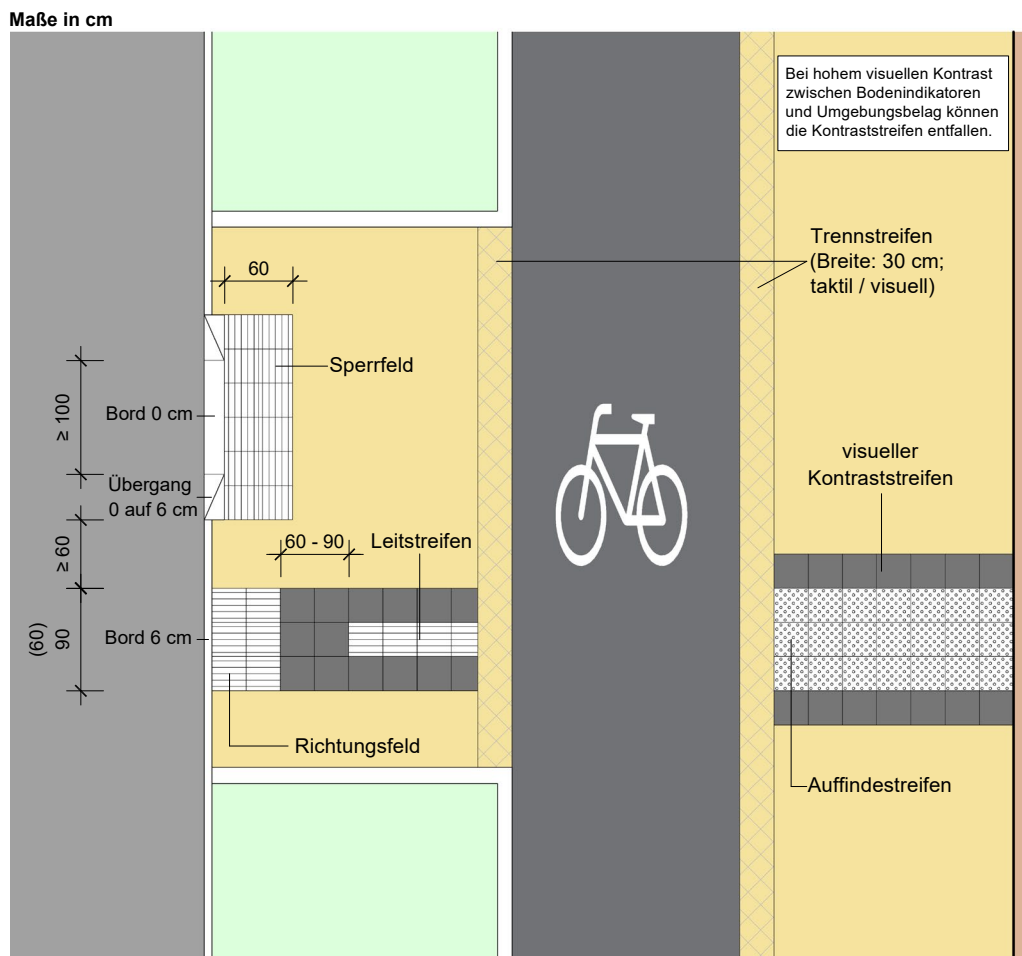 Maße in cm
Bei hohem visuellen Kontrast
zwischen Bodenindikatoren
und Umgebungsbelag können
die Kontraststreifen entfallen.
Trennstreifen
(Breite: 30 cm;
taktil / visuell)
60
Sperrfeld
≥ 100
Bord 0 cm
visueller
Kontraststreifen
Übergang
0 auf 6 cm
≥ 60
60 - 90
Leitstreifen
(60)
90
Bord 6 cm
Richtungsfeld
Auffindestreifen